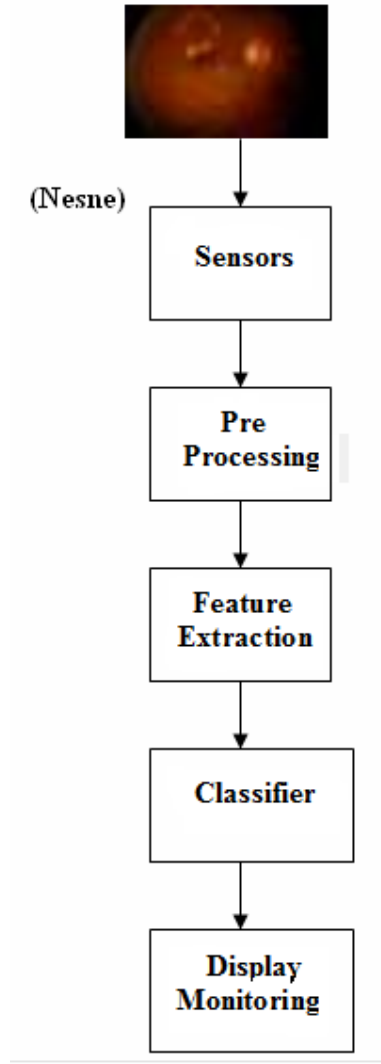 (Nesne)
Sensors
Pre
Processing
Feature
Extraction
Classifier
Display
Monitoring